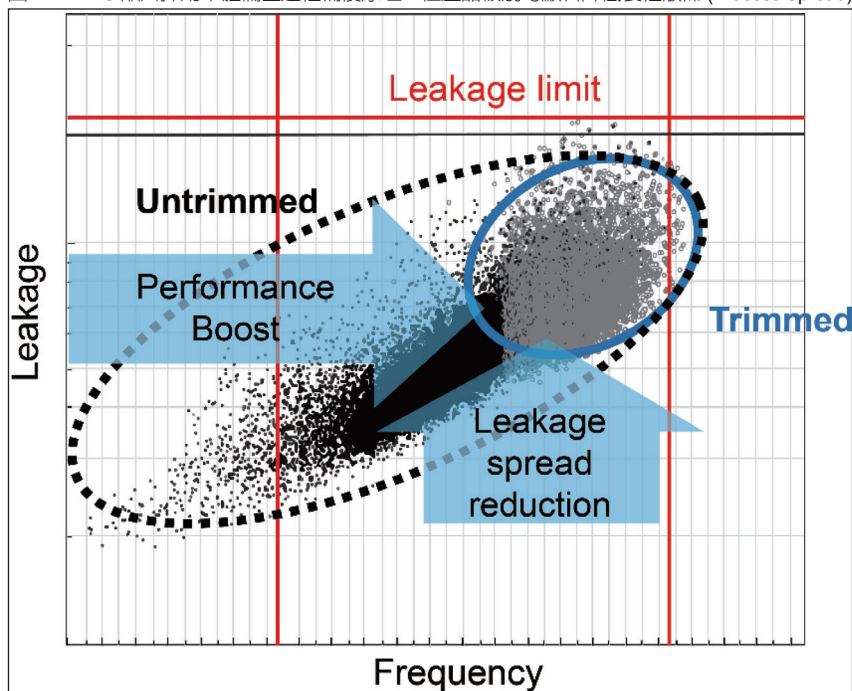 Leakage limit
Untrimmed
Performance
Boost
Trimmed
Leakage
Leakage
spread
reduction
Frequency